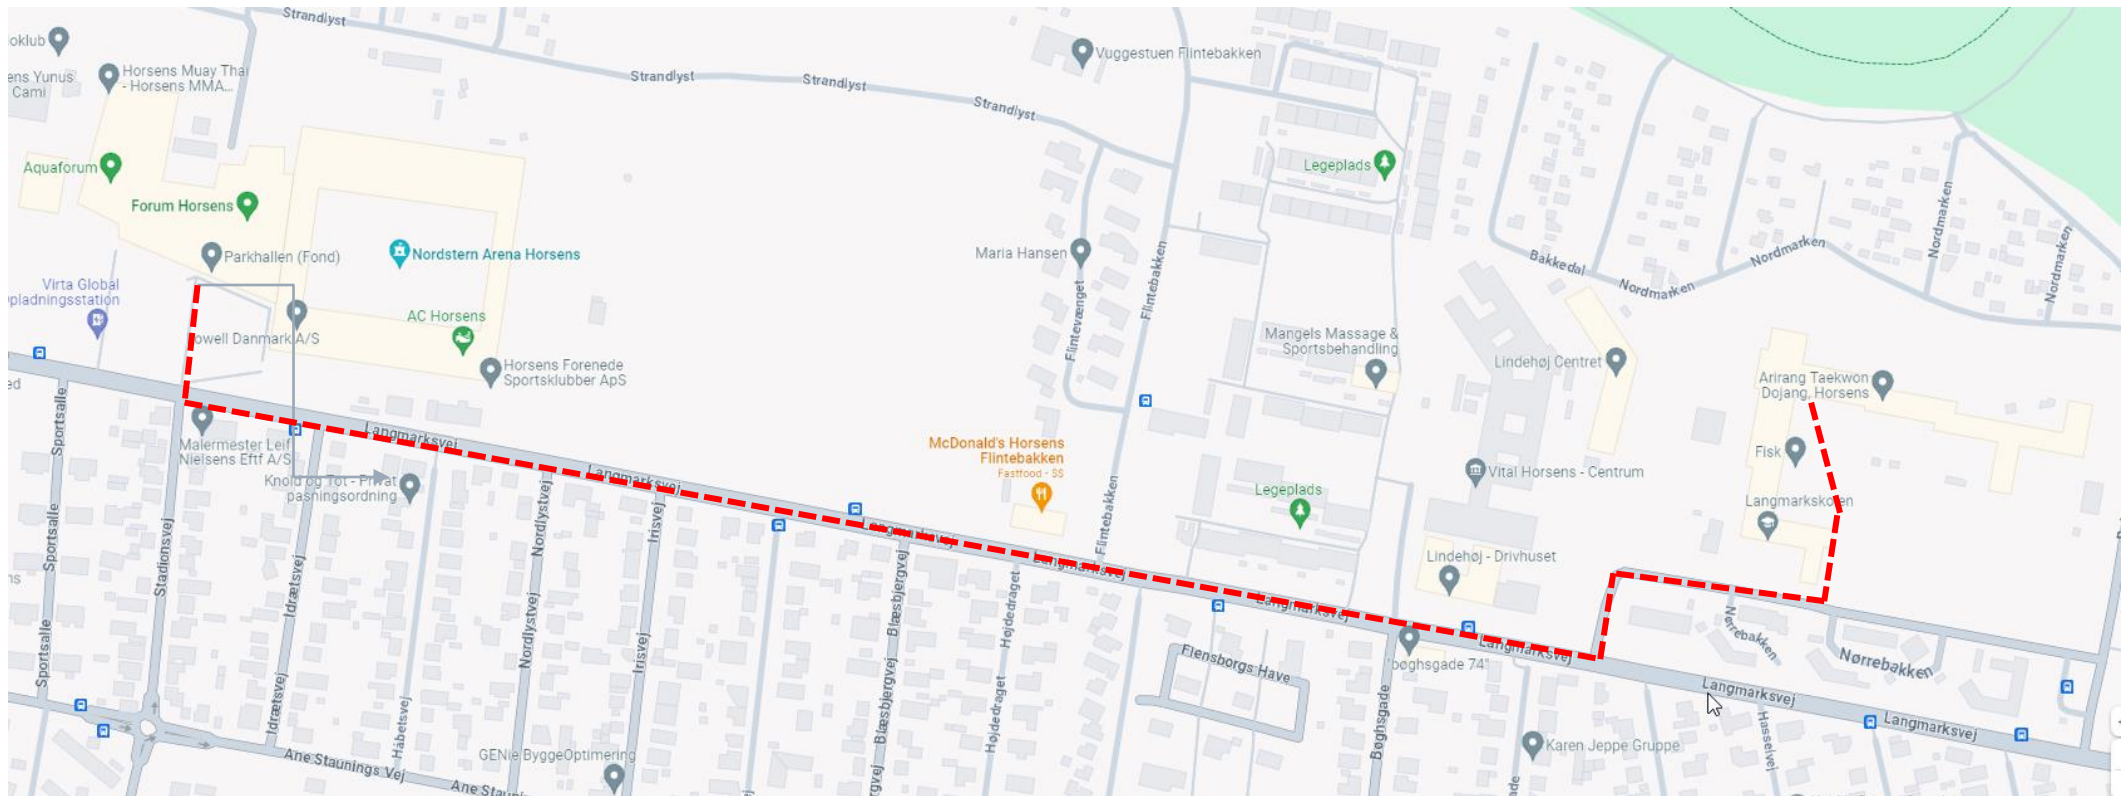 Strandlyst
Strandlyst
Strandlyst
Strandlyst
oklub
ens Yunus
Cami
Horsens Muay Thai
- Horsens MMA...
Vuggestuen Flintebakken
Aquaforum
Forum Horsens
Parkhallen (Fond)
Nordstern Arena Horsens
Virta Global
opladningsstation
owell Danmark A/S
AC Horsens
Horsens Forenede
Sportsklubber ApS
Maria Hansen
Flintevænget
Flintebakken
Flintebakken
Legeplads
Bakkedal
Nordmarken
Nordmarken
Nordmarken
Nordmarken
Mangels Massage &
Sportsbehandling
Lindehøj Centret
Arirang Taekwon
Dojang, Horsens
Fisk
Langmarkskolen
Vital Horsens - Centrum
Lindehøj - Drivhuset
Legeplads
McDonald's Horsens
Flintebakken
Fastfood - $$
ed
Malermester Leif
Nielsens Eftf A/S
Knold og Tot - Privat
pasningsordning
Langmarksvej
Langmarksvej
Langmarksvej
Langmarksvej
Langmarksvej
Langmarksvej
Langmarksvej
Langmarksvej
Sportsalle
Sportsalle
Sportsalle
Stadionsvej
Idrætsvej
Idrætsvej
Håbetsvej
Nordlystvej
Nordlystvej
Irisvej
Irisvej
Blæsbjergvej
Blæsbjergvej
rgvej
Højdedraget
Højdedraget
Flensborgs Have
"bøghsgade 74"
Bøghsgade
Nørrebakken
Nørrebakken
Hasselvej
Karen Jeppe Gruppe
GENie ByggeOptimering
Ane Staunings Vej
Ane Staun
ns
ade